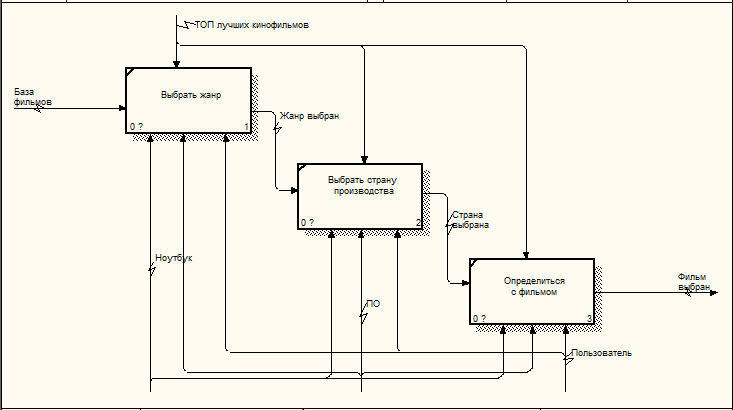 ТОП лучших кинофильмов
База
фильмов
Выбрать жанр
0 ?
1
Жанр выбран
Выбрать страну
производства
0 ?
2
Страна
выбрана
Ноутбук
Определиться
с фильмом
0 ?
3
Фильм
выбран
ПО
Пользователь